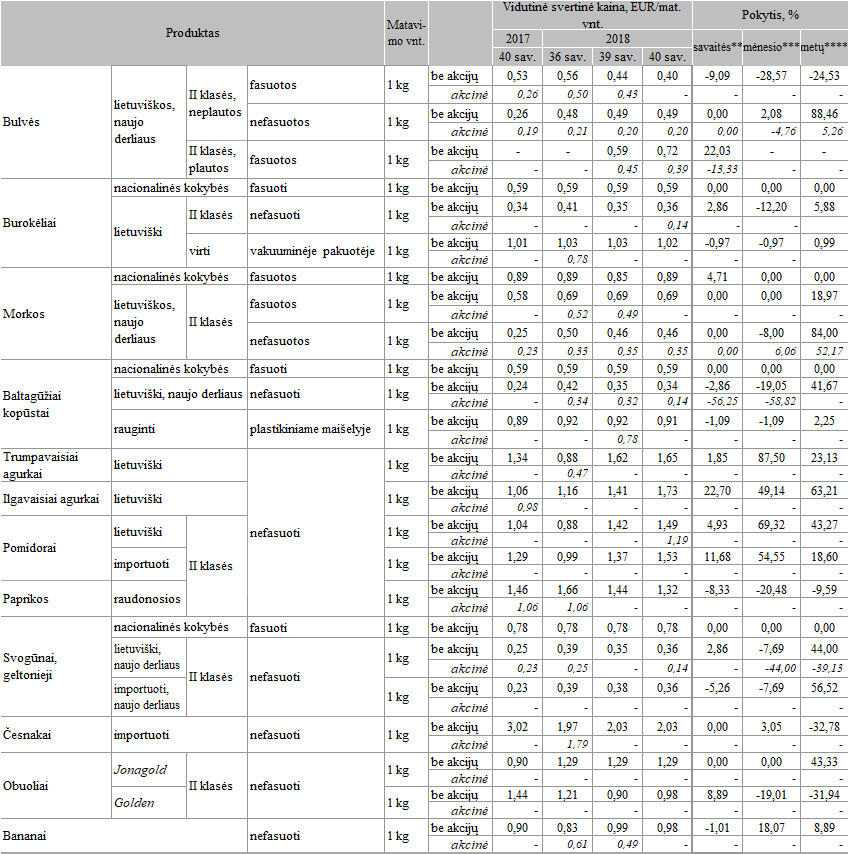 Produktas Matavi- mo vnt. Vidutinė svertinė kaina, EUR/mat. vnt. Pokytis, %
2017 2018 savaitės** mėnesio*** metų****
40 sav. 36 sav. 39 sav. 40 sav.
Bulvės lietuviškos, naujo derliaus II klasės, neplautos fasuotos 1 kg be akcijų 0,53 0,56 0,44 0,40 -9,09 -28,57 -24,53
akcinė 0,26 0,50 0,43 - - - -
nefasuotos 1 kg be akcijų 0,26 0,48 0,49 0,49 0,00 2,08 88,46
akcinė 0,19 0,21 0,20 0,20 0,00 -4,76 5,26
II klasės, plautos fasuotos 1 kg be akcijų - - 0,59 0,72 22,03 - -
akcinė 0,45 0,39 -13,33 - -
Burokėliai nacionalinės kokybės fasuoti 1 kg be akcijų 0,59 0,59 0,59 0,59 0,00 0,00 0,00
lietuviški II klasės nefasuoti 1 kg be akcijų 0,34 0,41 0,35 0,36 2,86 -12,20 5,88
akcinė - - - 0,14 - -
virti vakuuminėje pakuotėje 1 kg be akcijų 1,01 1,03 1,03 1,02 -0,97 -0,97 0,99
akcinė - 0,78 - - - - -
Morkos nacionalinės kokybės fasuotos 1 kg be akcijų 0,89 0,89 0,85 0,89 4,71 0,00 0,00
lietuviškos, naujo derliaus II klasės fasuotos 1 kg be akcijų 0,58 0,69 0,69 0,69 0,00 0,00 18,97
akcinė - 0,52 0,49 - - - -
nefasuotos 1 kg be akcijų 0,25 0,50 0,46 0,46 0,00 -8,00 84,00
akcinė 0,23 0,33 0,35 0,35 0,00 6,06 52,17
Baltagūžiai kopūstai nacionalinės kokybės fasuoti 1 kg be akcijų 0,59 0,59 0,59 0,59 0,00 0,00 0,00
lietuviški, naujo derliaus nefasuoti 1 kg be akcijų 0,24 0,42 0,35 0,34 -2,86 -19,05 41,67
akcinė - 0,34 0,32 0,14 -56,25 -58,82 -
rauginti plastikiniame maišelyje 1 kg be akcijų 0,89 0,92 0,92 0,91 -1,09 -1,09 2,25
akcinė - - 0,78 - - - -
Trumpavaisiai agurkai lietuviški nefasuoti 1 kg be akcijų 1,34 0,88 1,62 1,65 1,85 87,50 23,13
akcinė - 0,47 - - - - -
Ilgavaisiai agurkai lietuviški 1 kg be akcijų 1,06 1,16 1,41 1,73 22,70 49,14 63,21
akcinė 0,98 - - - - - -
Pomidorai lietuviški II klasės 1 kg be akcijų 1,04 0,88 1,42 1,49 4,93 69,32 43,27
akcinė - - - 1,19 - - -
importuoti 1 kg be akcijų 1,29 0,99 1,37 1,53 11,68 54,55 18,60
akcinė - - - - - - -
Paprikos raudonosios 1 kg be akcijų 1,46 1,66 1,44 1,32 -8,33 -20,48 -9,59
akcinė 1,06 1,06 - - - - -
Svogūnai, geltonieji nacionalinės kokybės fasuoti 1 kg be akcijų 0,78 0,78 0,78 0,78 0,00 0,00 0,00
lietuviški, naujo derliaus II klasės nefasuoti 1 kg be akcijų 0,25 0,39 0,35 0,36 2,86 -7,69 44,00
akcinė 0,23 0,25 - 0,14 - -44,00 -39,13
importuoti, naujo derliaus 1 kg be akcijų 0,23 0,39 0,38 0,36 -5,26 -7,69 56,52
akcinė - - - - - - -
Česnakai importuoti nefasuoti 1 kg be akcijų 3,02 1,97 2,03 2,03 0,00 3,05 -32,78
akcinė - 1,79 - - - - -
Obuoliai Jonagold II klasės nefasuoti 1 kg be akcijų 0,90 1,29 1,29 1,29 0,00 0,00 43,33
akcinė - - - - - - -
Golden 1 kg be akcijų 1,44 1,21 0,90 0,98 8,89 -19,01 -31,94
akcinė - - - - - - -
Bananai nefasuoti 1 kg be akcijų 0,90 0,83 0,99 0,98 -1,01 18,07 8,89
akcinė - 0,61 0,49 - - - -